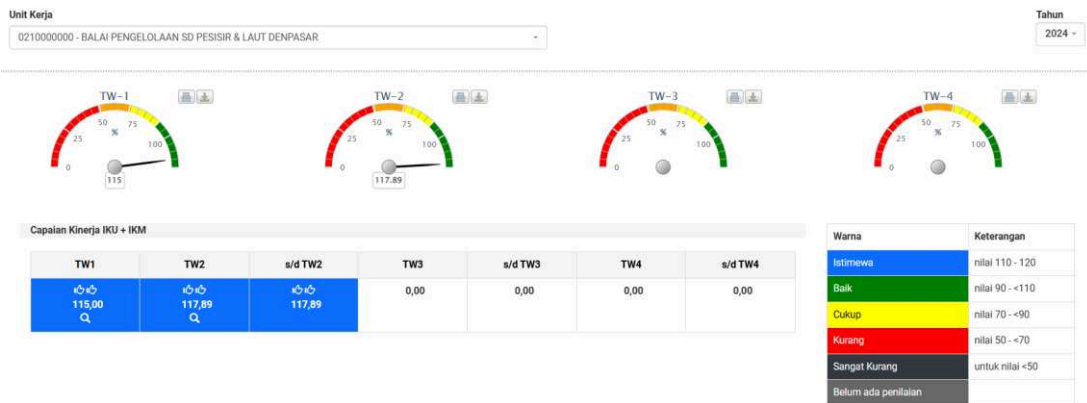 Unit Kerja
Tahun
0210000000 - BALAI PENGELOLAAN SD PESISIR & LAUT DENPASAR
2024
TW-1
0 25 50 75 100
%
115
TW-2
0 25 50 75 100
%
117.89
TW-3
0 25 50 75 100
%
TW-4
0 25 50 75 100
%
Capaian Kinerja IKU + IKM
TW1 TW2 s/d TW2 TW3 s/d TW3 TW4 s/d TW4
115,00 117,89 117,89 0,00 0,00 0,00 0,00
Warna Keterangan
Istimewa nilai 110 - 120
Baik nilai 90 - <110
Cukup nilai 70 - <90
Kurang nilai 50 - <70
Sangat Kurang untuk nilai <50
Belum ada penilaian